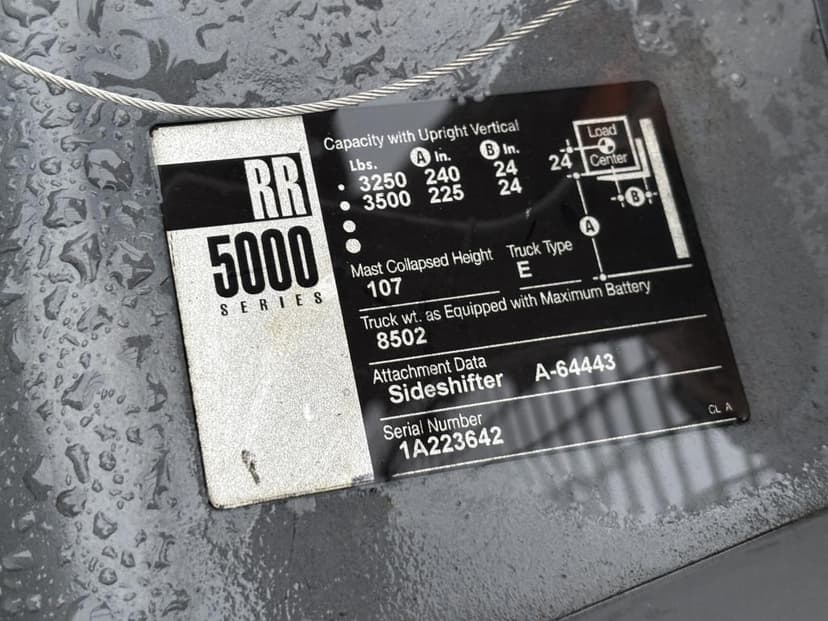 RR
5000
SERIES
Capacity with Upright Vertical
Lbs. A In. B In.
3250 240 24
3500 225 24
24 Load
Center
B
A
Mast Collapsed Height Truck Type
107 E
Truck wt. as Equipped with Maximum Battery
8502
Attachment Data
Sideshifter A-64443
Serial Number
1A223642
CL A